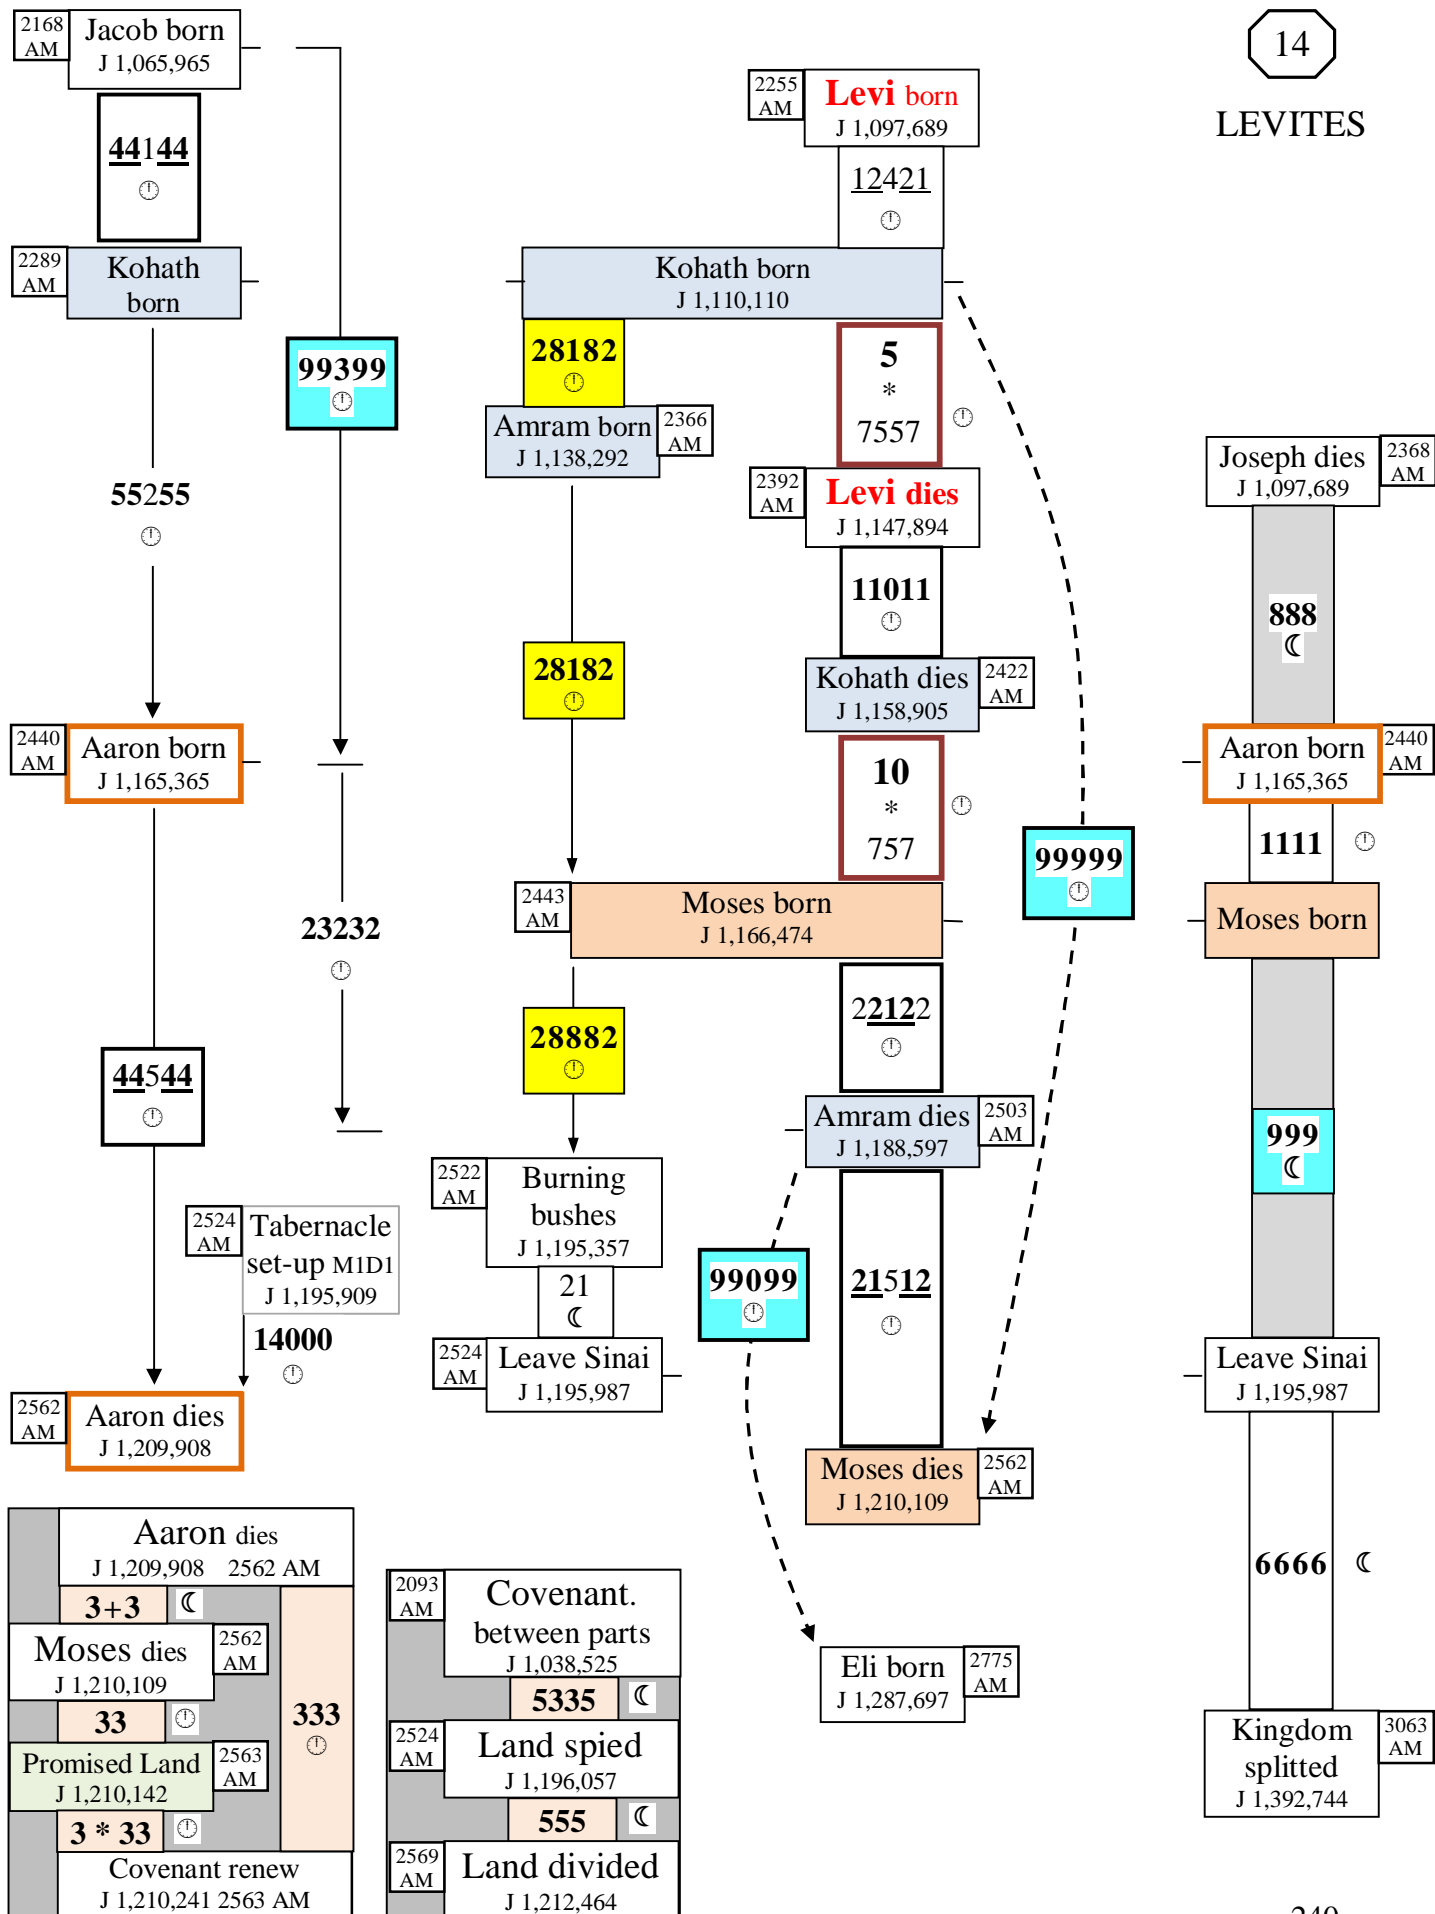 2168
AM
Jacob born
J 1,065,965
44144
2289
AM
Kohath
born
99399
55255
2440
AM
Aaron born
J 1,165,365
23232
44544
2524
AM
Tabernacle
set-up M1D1
J 1,195,909
14000
2562
AM
Aaron dies
J 1,209,908
14
LEVITES
2255
AM
Levi born
J 1,097,689
12421
Kohath born
J 1,110,110
28182
5
*
7557
Amram born
J 1,138,292
2366
AM
2392
AM
Levi dies
J 1,147,894
11011
28182
Kohath dies
J 1,158,905
2422
AM
10
*
757
99999
2443
AM
Moses born
J 1,166,474
22122
28882
Amram dies
J 1,188,597
2503
AM
2522
AM
Burning
bushes
J 1,195,357
21
☾
2524
AM
Leave Sinai
J 1,195,987
99099
21512
Moses dies
J 1,210,109
2562
AM
Eli born
J 1,287,697
2775
AM
Joseph dies
J 1,097,689
2368
AM
888
☾
Aaron born
J 1,165,365
2440
AM
1111
Moses born
999
☾
Leave Sinai
J 1,195,987
6666 ☾
Kingdom
splitted
J 1,392,744
3063
AM
Aaron dies
J 1,209,908 2562 AM
3+3 ☾
Moses dies
J 1,210,109
2562
AM
33
333
Promised Land
J 1,210,142
2563
AM
3 * 33
Covenant renew
J 1,210,241 2563 AM
2093
AM
Covenant.
between parts
J 1,038,525
5335 ☾
2524
AM
Land spied
J 1,196,057
555 ☾
2569
AM
Land divided
J 1,212,464
240